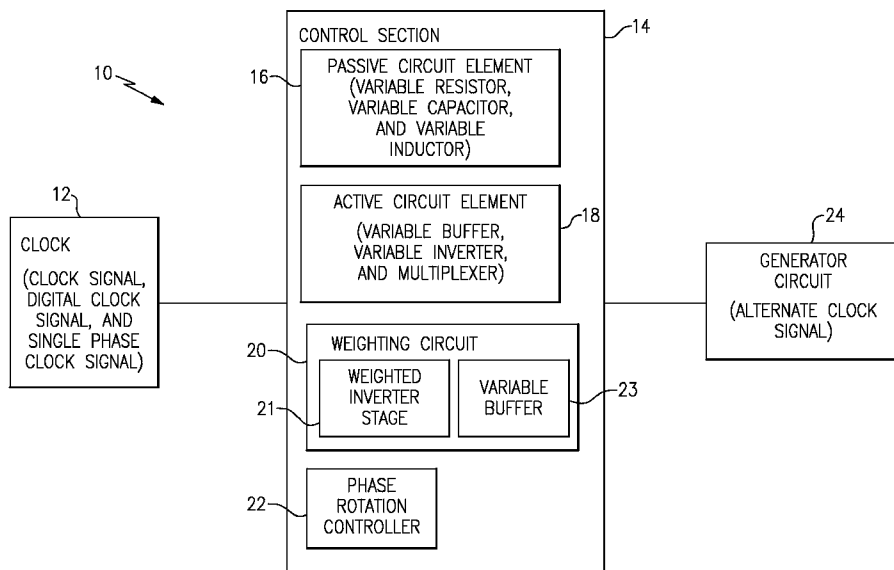 10
CONTROL SECTION
14
16
PASSIVE CIRCUIT ELEMENT
(VARIABLE RESISTOR,
VARIABLE CAPACITOR,
AND VARIABLE
INDUCTOR)
12
CLOCK
(CLOCK SIGNAL,
DIGITAL CLOCK
SIGNAL, AND
SINGLE PHASE
CLOCK SIGNAL)
ACTIVE CIRCUIT ELEMENT
(VARIABLE BUFFER,
VARIABLE INVERTER,
AND MULTIPLEXER)
18
24
GENERATOR
CIRCUIT
(ALTERNATE CLOCK
SIGNAL)
20
WEIGHTING CIRCUIT
21
WEIGHTED
INVERTER
STAGE
VARIABLE
BUFFER
23
22
PHASE
ROTATION
CONTROLLER